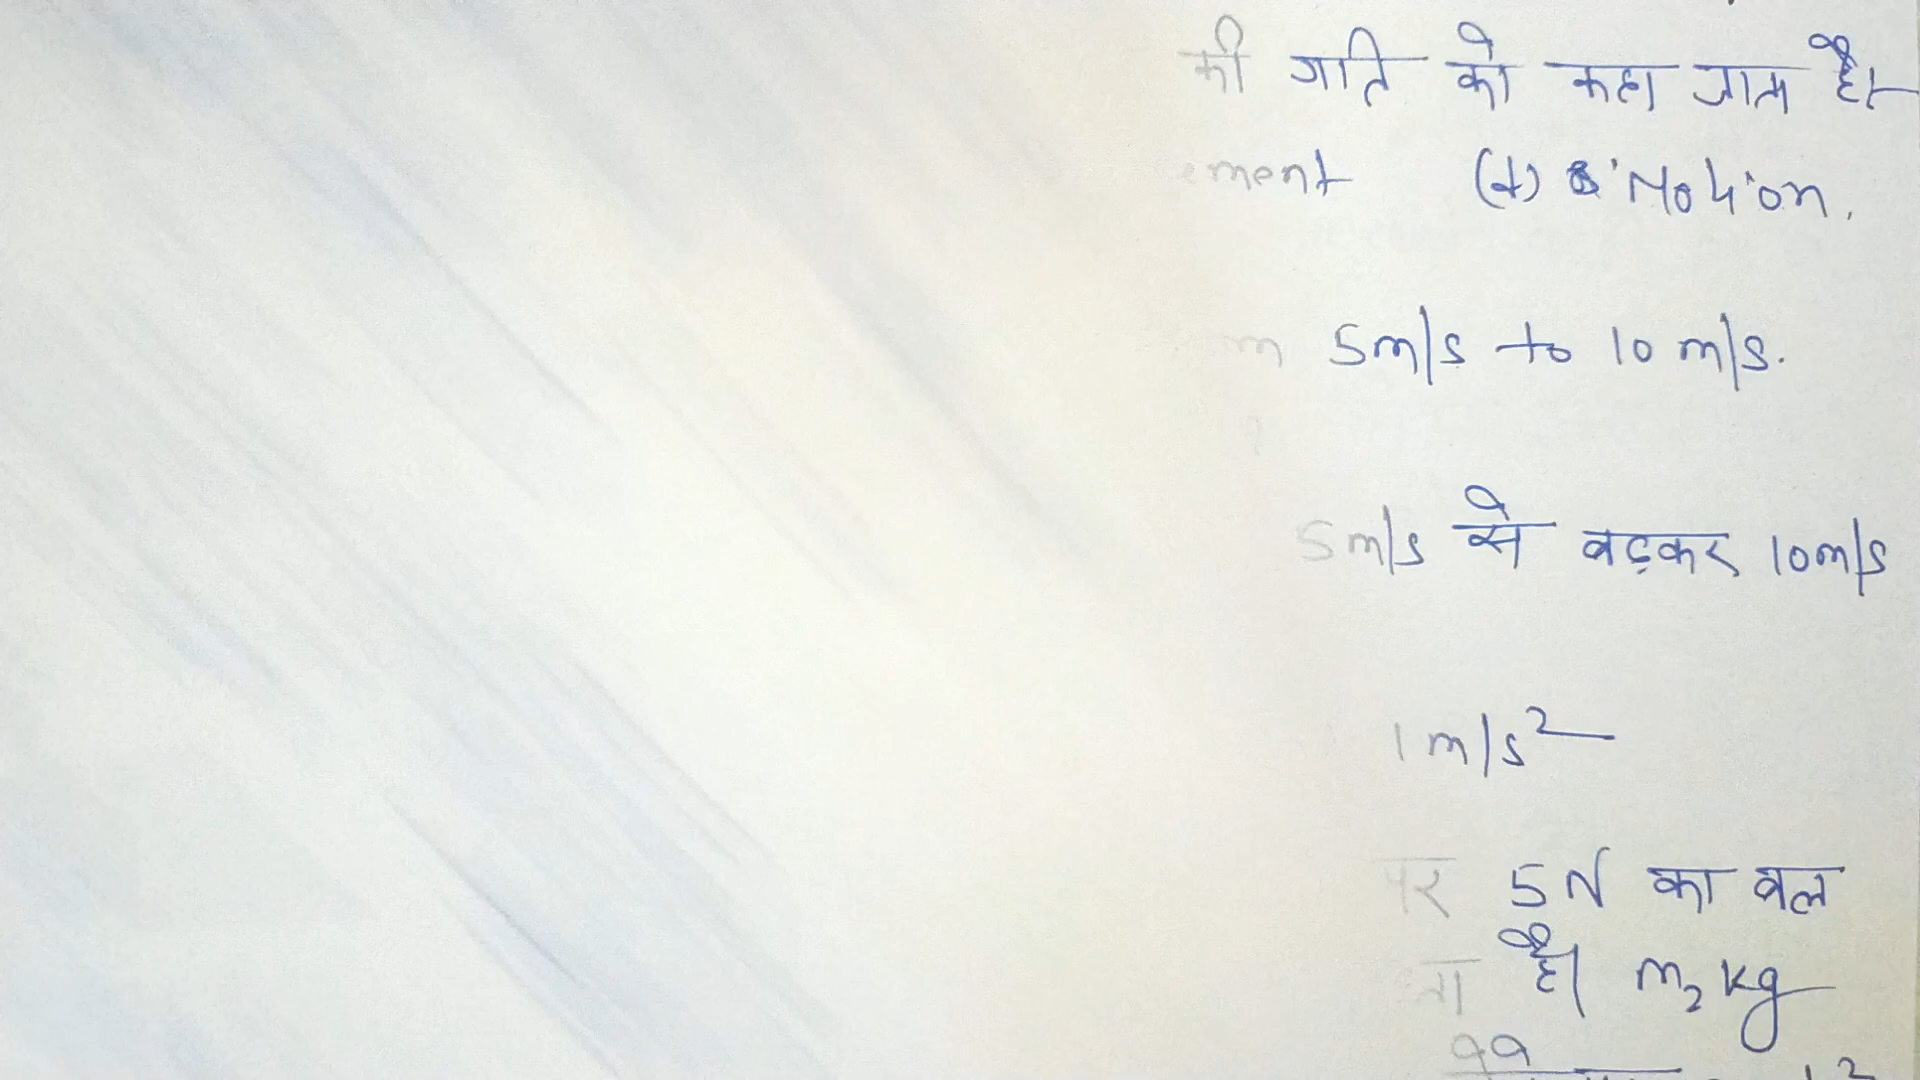 की गति को कहा जाता है।
ment (d) Motion.
m 5m/s to 10 m/s.
5m/s से बढ़कर 10m/s
1 m/s²
पर 5N का बल
है। m₂ kg